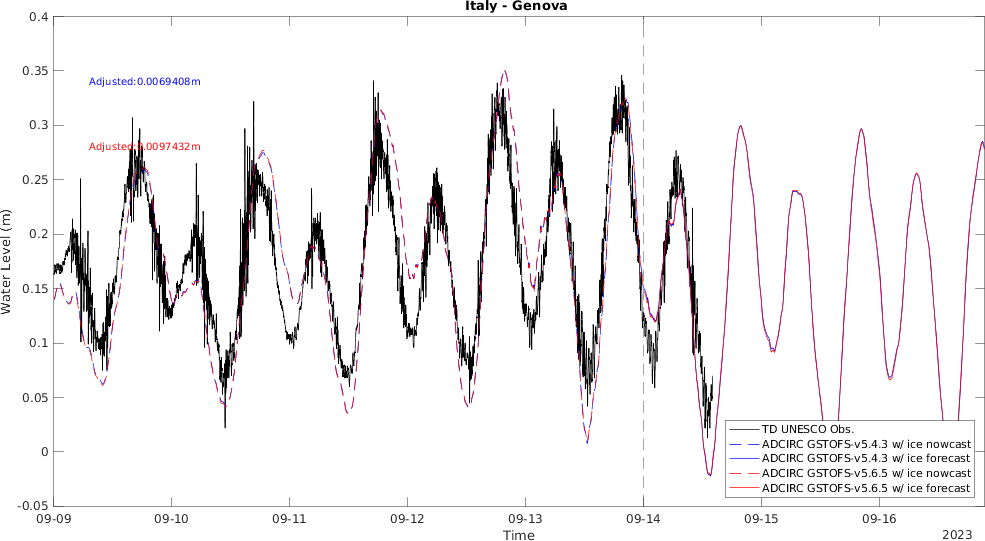 Italy - Genova
0.4
0.35
0.3
0.25
0.2
0.15
0.1
0.05
0
-0.05
Water Level (m)
Adjusted:0.0069408m
Adjusted:0.0097432m
TD UNESCO Obs.
ADCIRC GSTOFS-v5.4.3 w/ ice nowcast
ADCIRC GSTOFS-v5.4.3 w/ ice forecast
ADCIRC GSTOFS-v5.6.5 w/ ice nowcast
ADCIRC GSTOFS-v5.6.5 w/ ice forecast
09-09 09-10 09-11 09-12 09-13 09-14 09-15 09-16
Time
2023